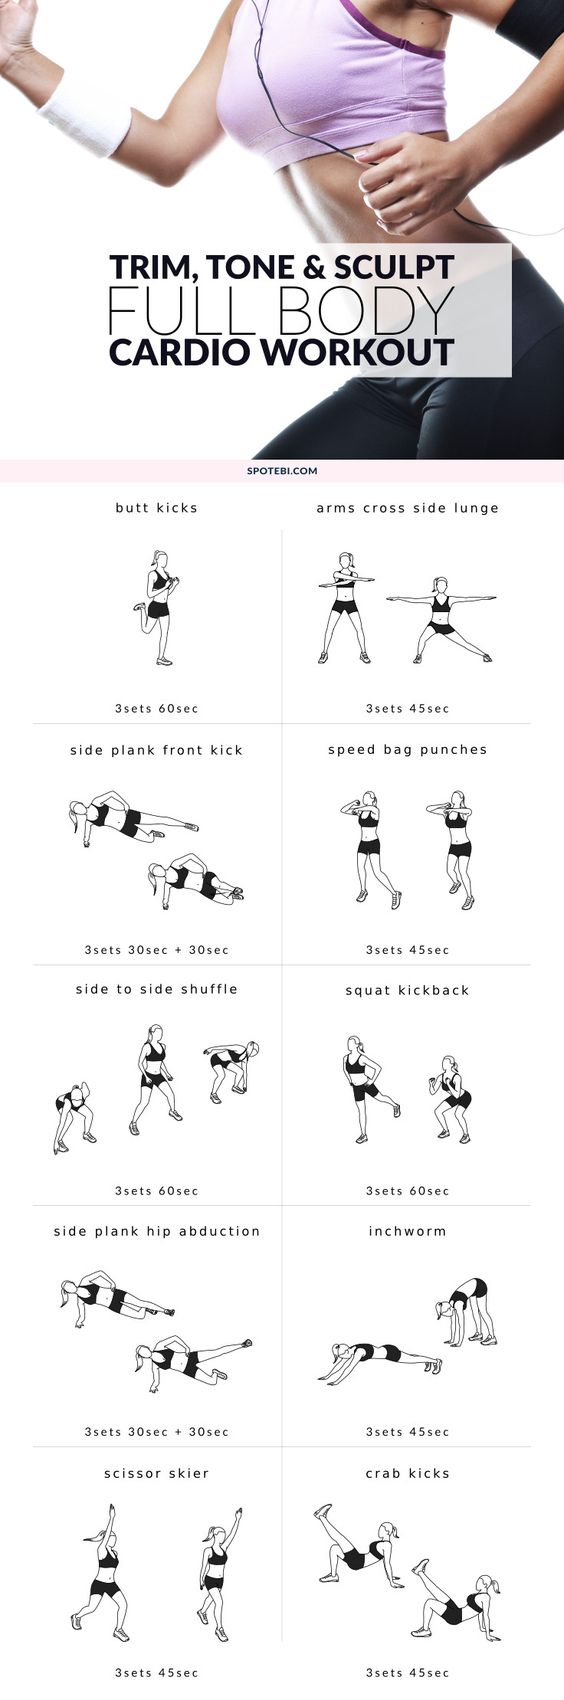 TRIM, TONE & SCULPT
FULL BODY
CARDIO WORKOUT
SPOTEBI.COM
butt kicks
arms cross side lunge
3sets 60sec
3sets 45sec
side plank front kick
speed bag punches
3sets 30sec + 30sec
3sets 45sec
side to side shuffle
squat kickback
3sets 60sec
3sets 60sec
side plank hip abduction
inchworm
3sets 30sec + 30sec
3sets 45sec
scissor skier
crab kicks
3sets 45sec
3sets 45sec